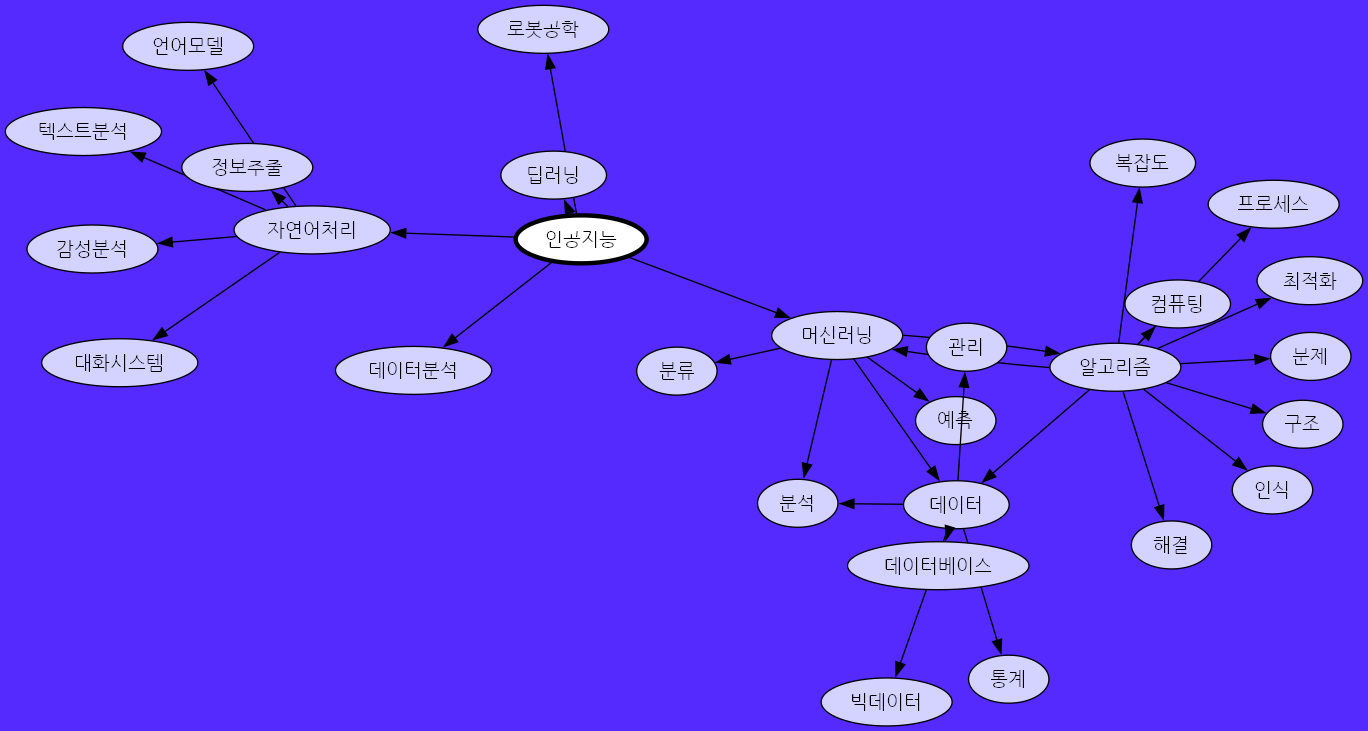 로봇공학
언어모델
텍스트분석
정보추출
복잡도
딥러닝
프로세스
자연어처리
인공지능
감성분석
최적화
컴퓨팅
머신러닝
관리
문제
대화시스템
데이터분석
분류
알고리즘
예측
구조
인식
분석
데이터
해결
데이터베이스
통계
빅데이터